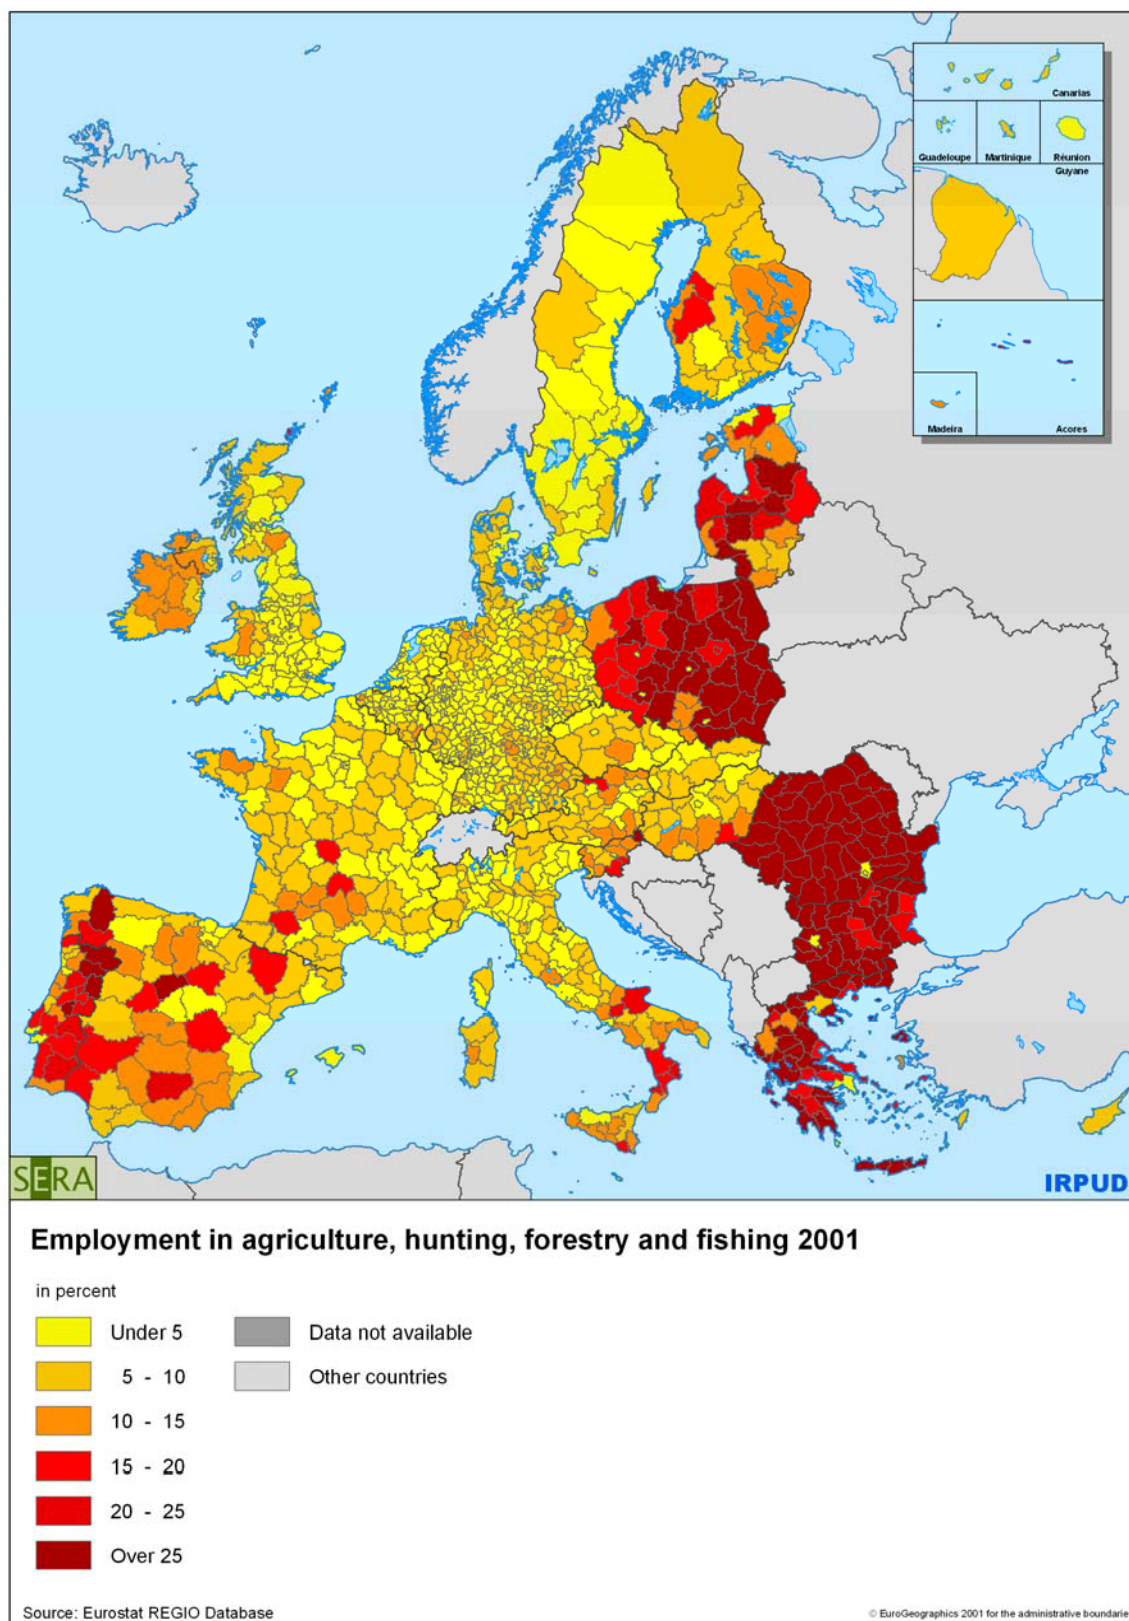 Canarias
Guadeloupe
Martinique
Réunion
Guyane
Madeira
Acores
SERA
IRPUD
Employment in agriculture, hunting, forestry and fishing 2001
in percent
Under 5
Data not available
5 - 10
Other countries
10 - 15
15 - 20
20 - 25
Over 25
Source: Eurostat REGIO Database
© EuroGeographics 2001 for the administrative boundarie